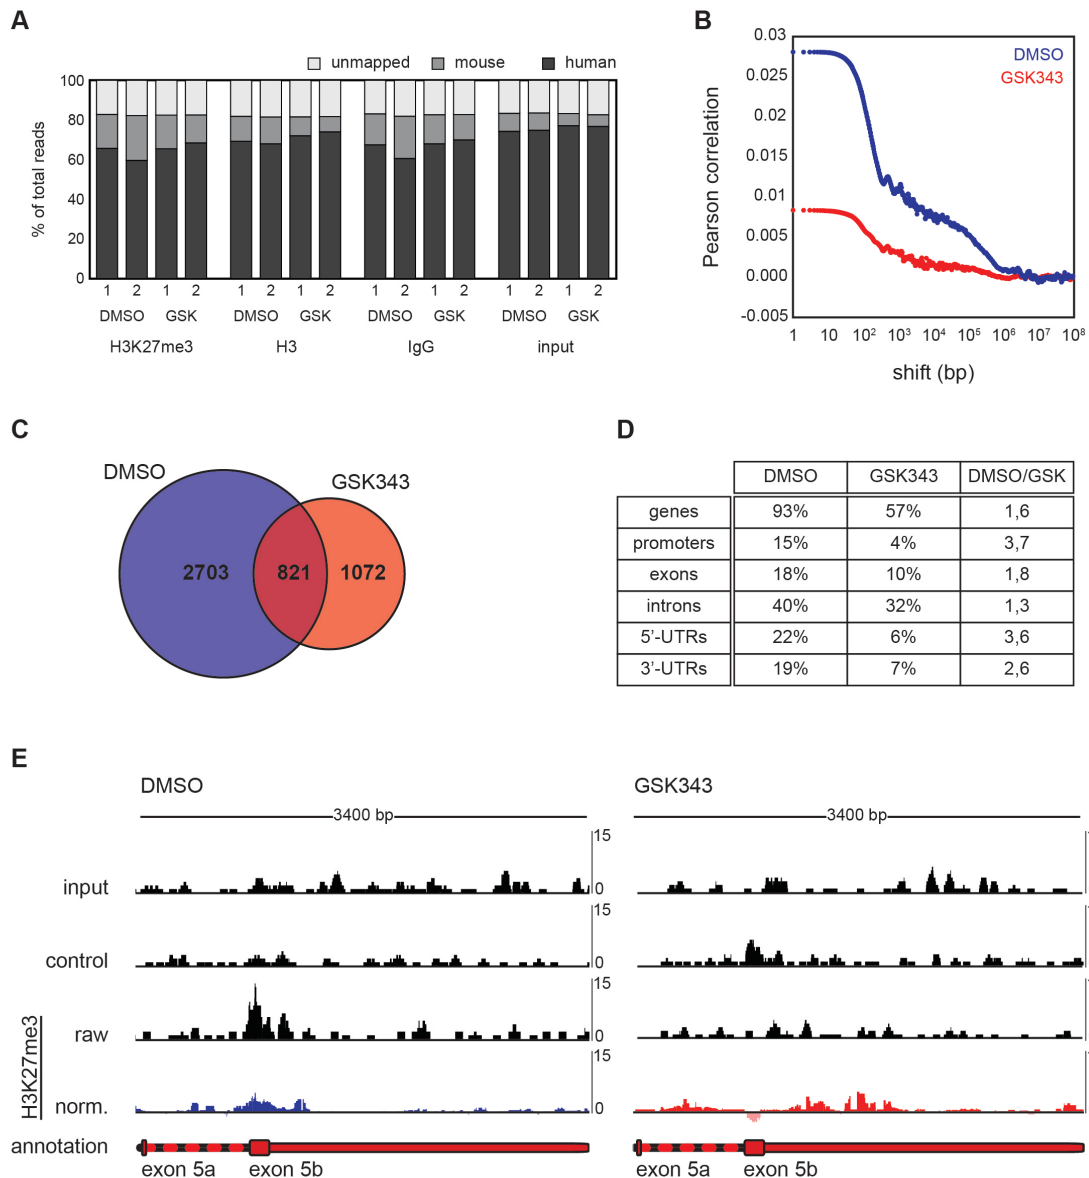 A
unmapped mouse human
100
80
60
40
20
0
% of total reads
1 2 1 2 1 2 1 2 1 2 1 2 1 2 1 2
DMSO GSK DMSO GSK DMSO GSK DMSO GSK
H3K27me3 H3 IgG input
B
0.03
0.025
0.02
0.015
0.01
0.005
0.000
-0.005
Pearson correlation
DMSO
GSK343
1 10 10² 10³ 10⁴ 10⁵ 10⁶ 10⁷ 10⁸
shift (bp)
C
DMSO
GSK343
2703 821 1072
D
DMSO GSK343 DMSO/GSK
genes 93% 57% 1,6
promoters 15% 4% 3,7
exons 18% 10% 1,8
introns 40% 32% 1,3
5’-UTRs 22% 6% 3,6
3’-UTRs 19% 7% 2,6
E
DMSO GSK343
3400 bp 3400 bp
15
input 0
15
control 0
15
H3K27me3
raw 0
15
norm. 0
annotation
exon 5a exon 5b exon 5a exon 5b